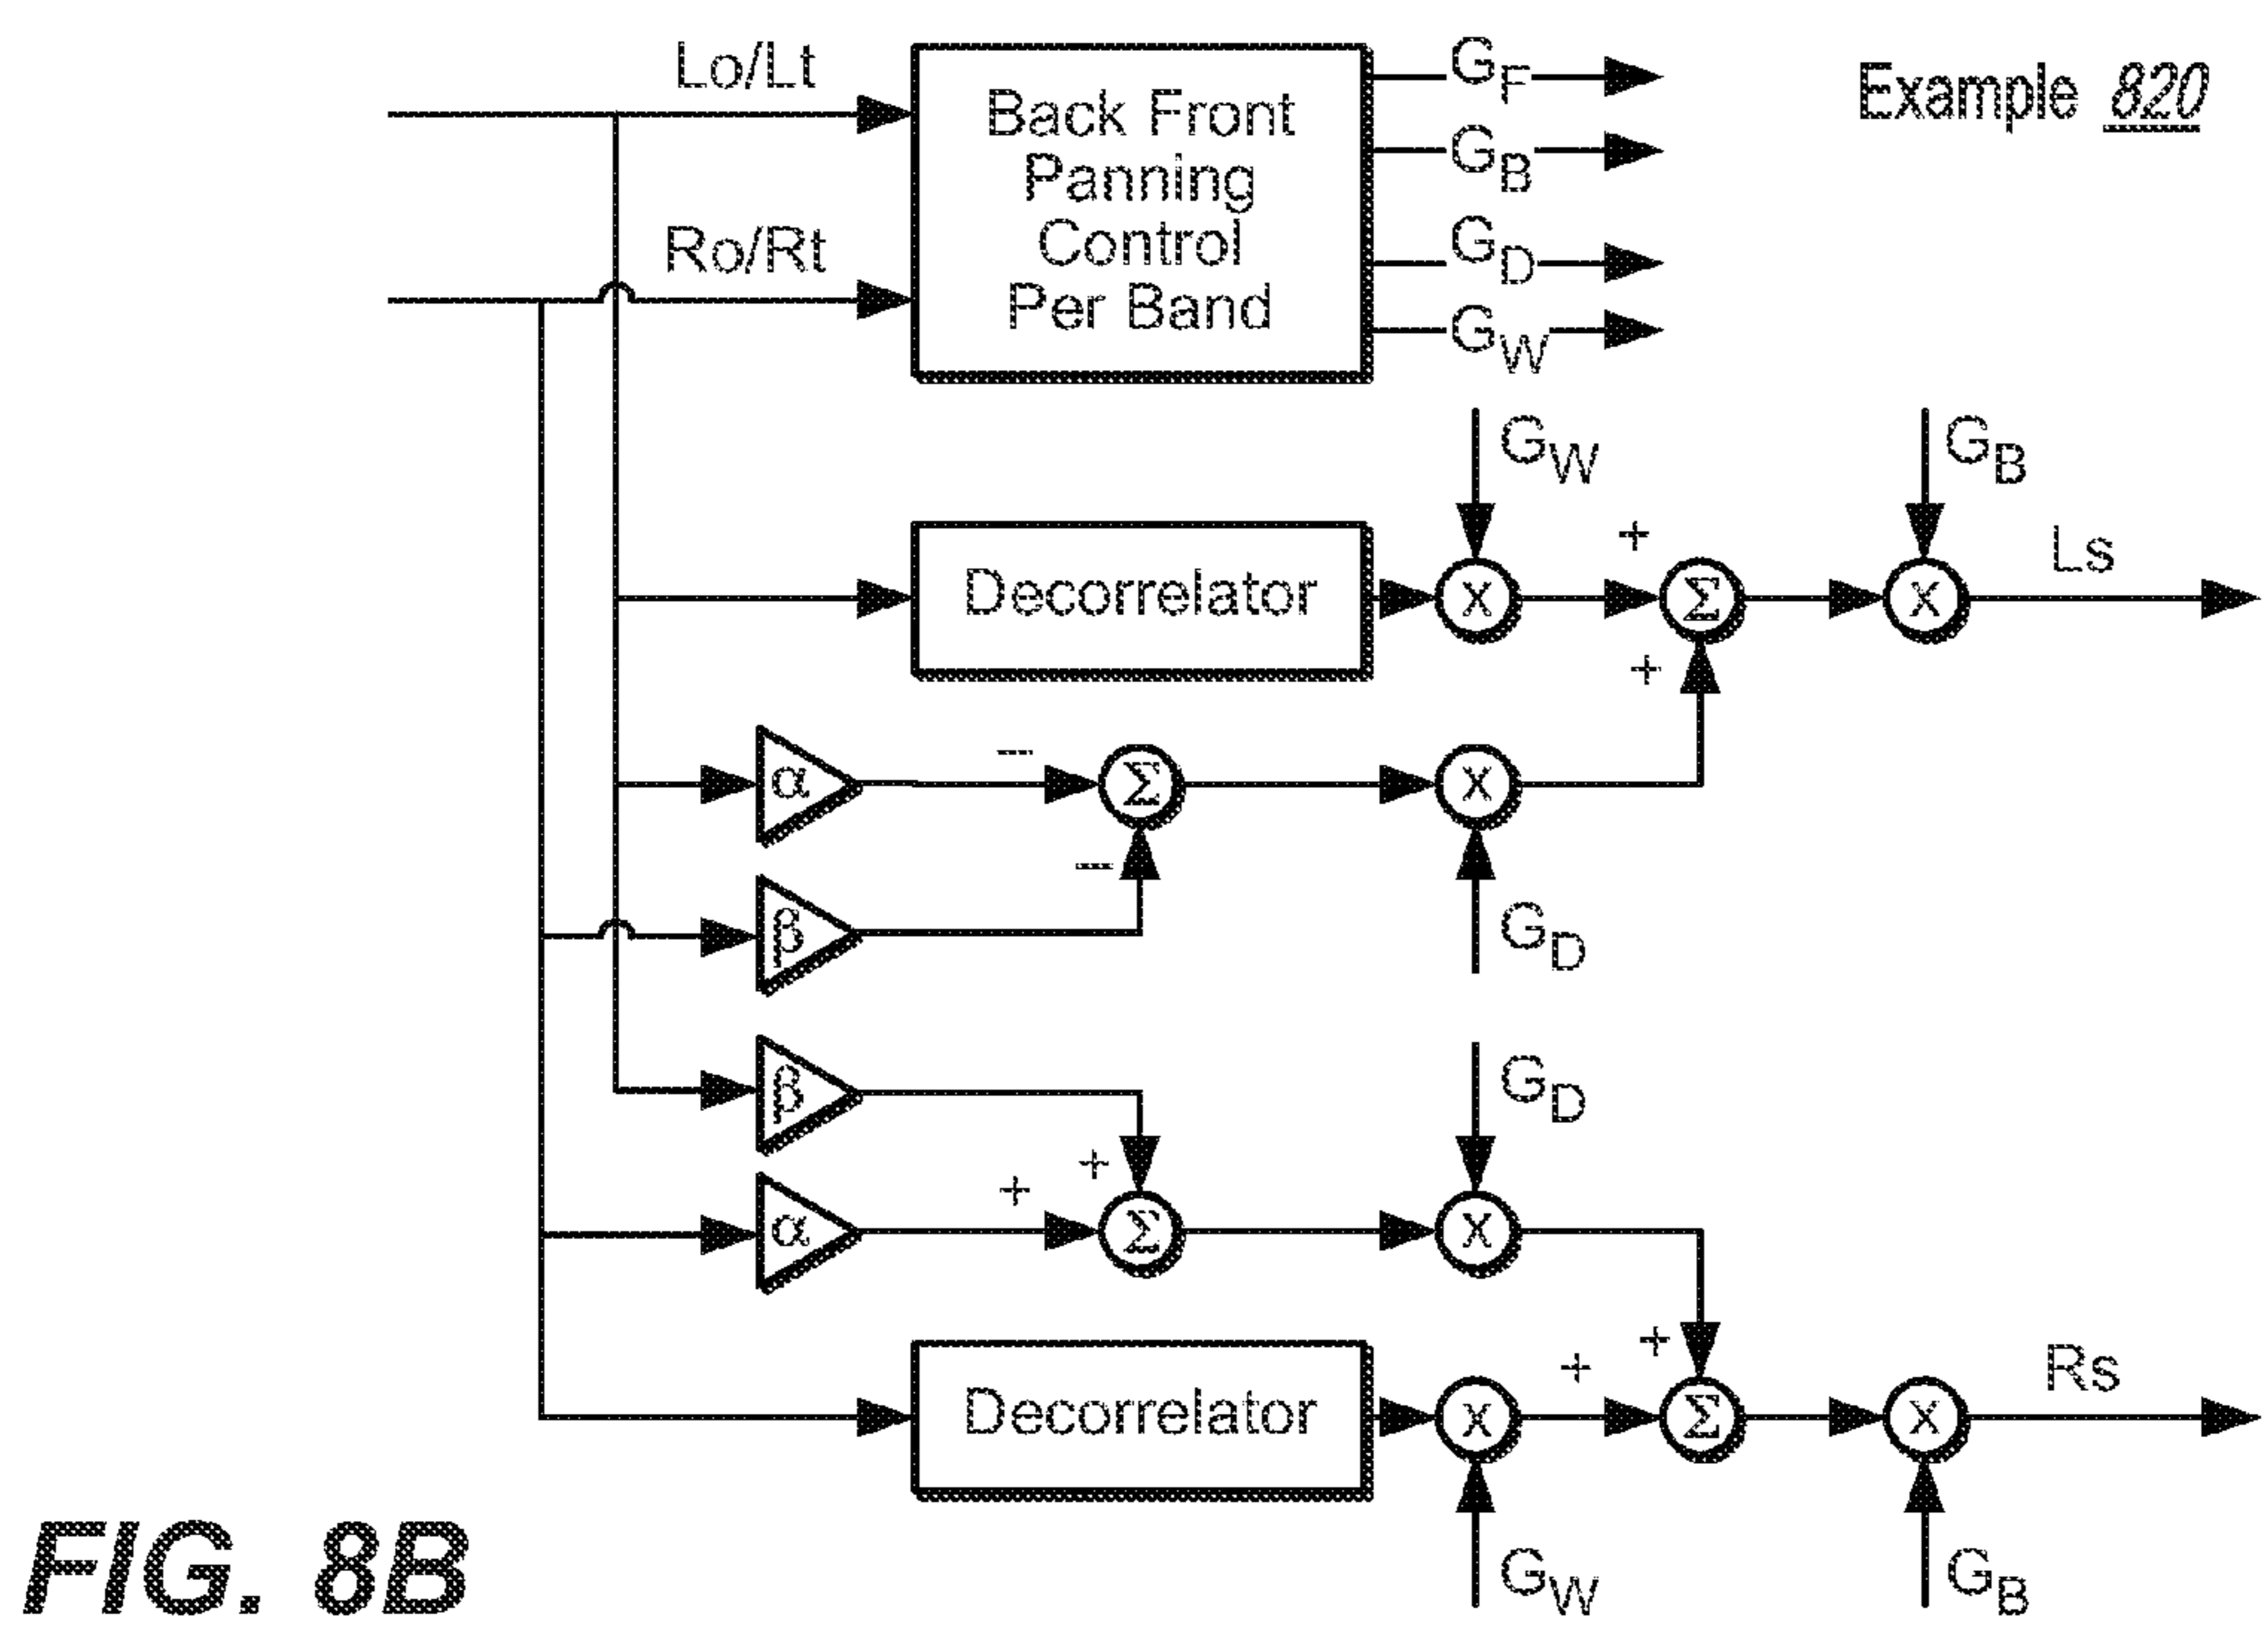 Lo/Lt
Ro/Rt
Back Front
Panning
Control
Per Band
G_F
G_B
G_D
G_W
Example 820
G_W
G_B
Decorrelator
X
+
Σ
+
X
Ls
α
−
Σ
X
−
β
G_D
β
G_D
+
+
α
Σ
X
Decorrelator
X
+
+
Σ
X
Rs
G_W
G_B
FIG. 8B